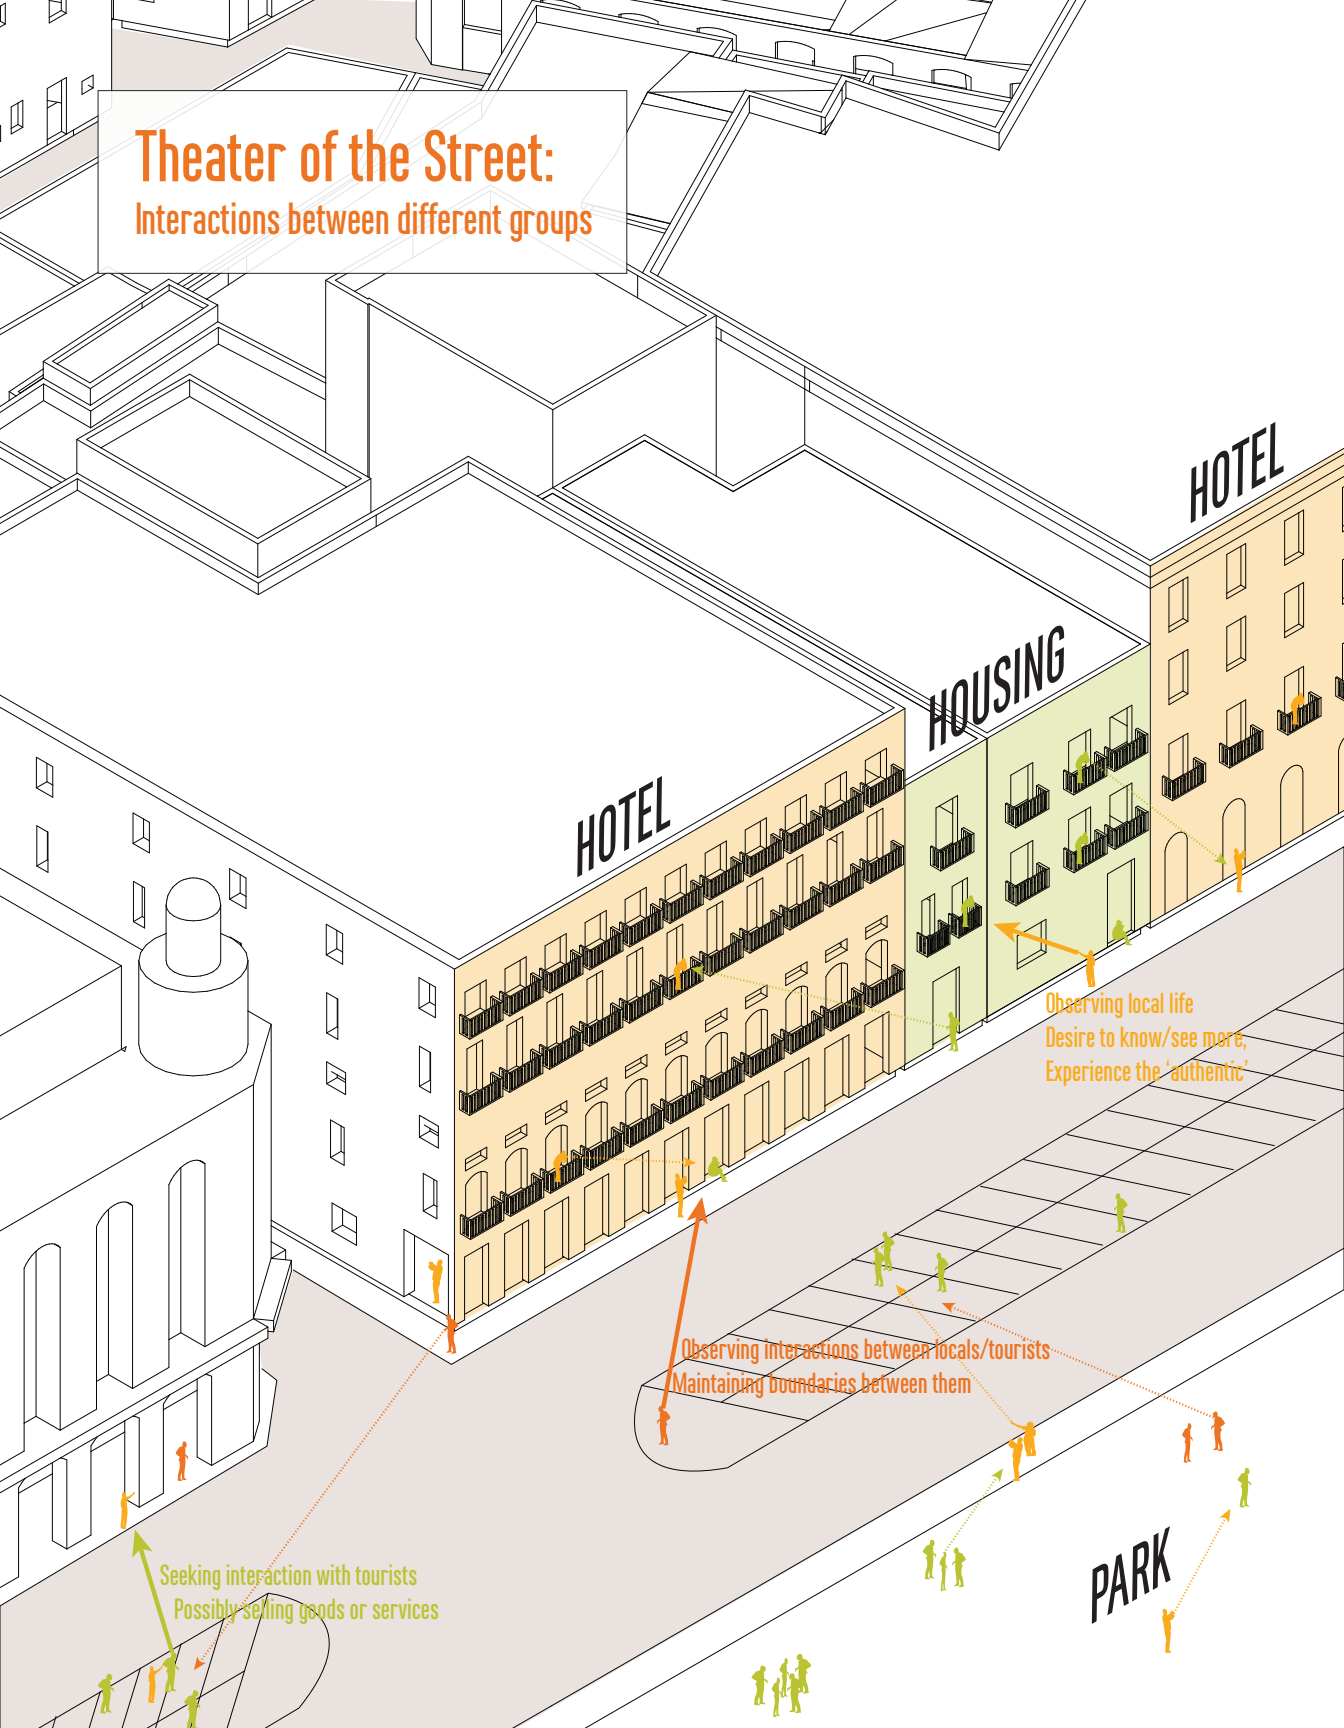 Theater of the Street:
Interactions between different groups
HOTEL
HOUSING
HOTEL
Observing local life
Desire to know/see more,
Experience the ‘authentic’
Observing interactions between locals/tourists
Maintaining boundaries between them
Seeking interaction with tourists
Possibly selling goods or services
PARK